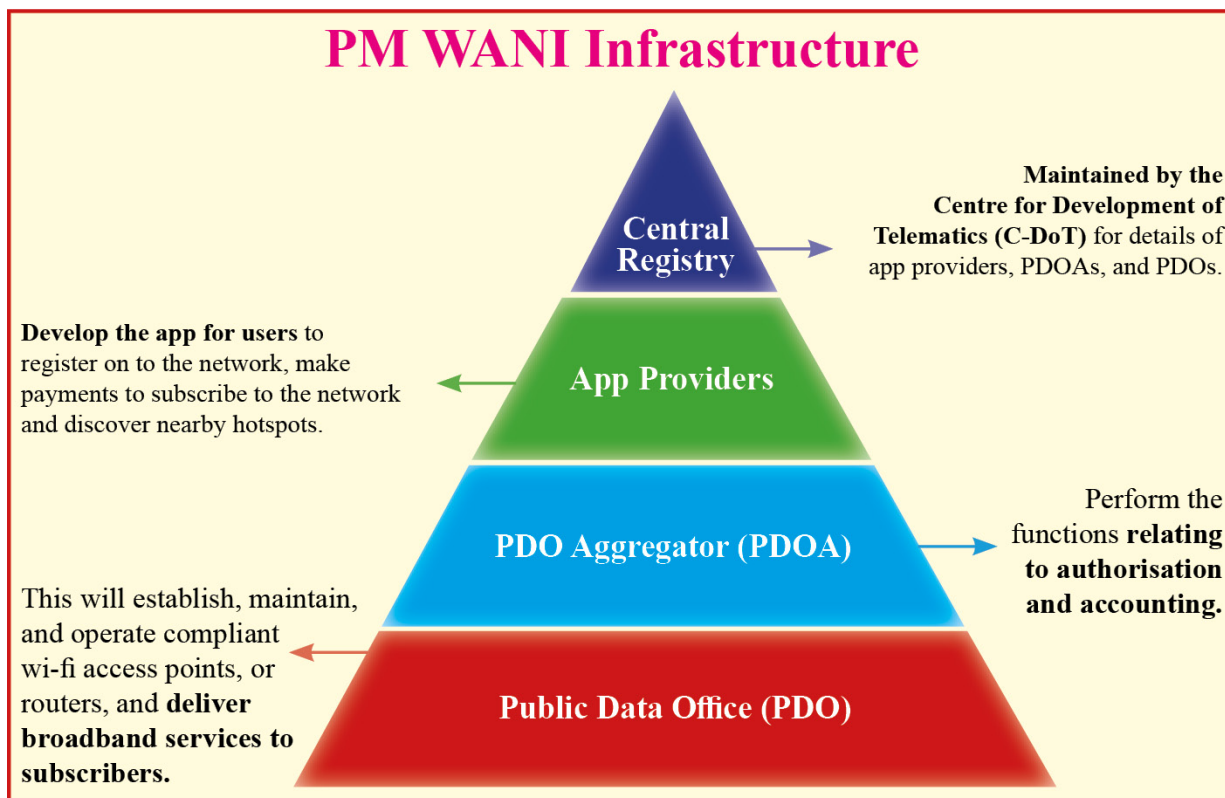 PM WANI Infrastructure
Central
Registry
Maintained by the
Centre for Development of
Telematics (C-DoT) for details of
app providers, PDOAs, and PDOs.
Develop the app for users to
register on to the network, make
payments to subscribe to the network
and discover nearby hotspots.
App Providers
PDO Aggregator (PDOA)
Perform the
functions relating
to authorisation
and accounting.
This will establish, maintain,
and operate compliant
wi-fi access points, or
routers, and deliver
broadband services to
subscribers.
Public Data Office (PDO)